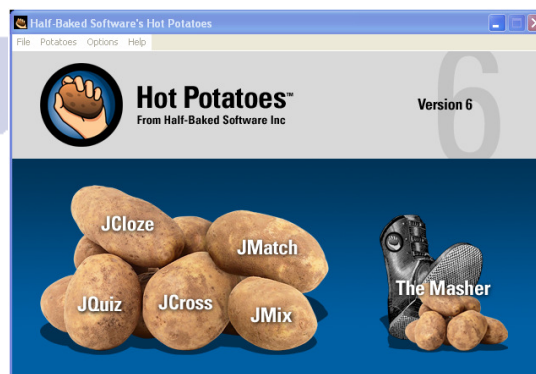 Half-Baked Software's Hot Potatoes
File Potatoes Options Help
Hot Potatoes™
From Half-Baked Software Inc
Version 6
6
JCloze
JMatch
JQuiz
JCross
JMix
The Masher